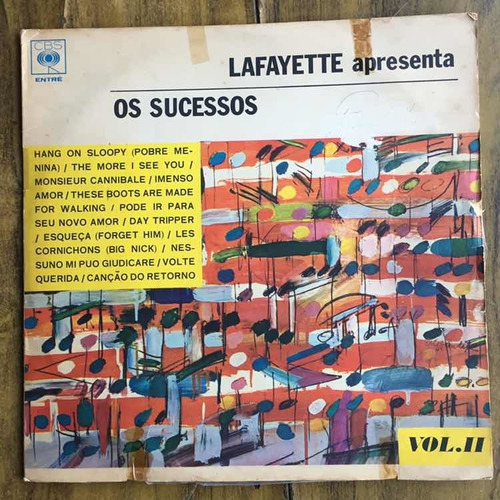 CBS
ENTRÉ
LAFAYETTE apresenta
OS SUCESSOS
HANG ON SLOOPY (POBRE ME-
NINA) / THE MORE I SEE YOU /
MONSIEUR CANNIBALE / IMENSO
AMOR / THESE BOOTS ARE MADE
FOR WALKING / PODE IR PARA
SEU NOVO AMOR / DAY TRIPPER
/ ESQUEÇA (FORGET HIM) / LES
CORNICHONS (BIG NICK) / NES-
SUNO MI PUO GIUDICARE / VOLTE
QUERIDA / CANÇÃO DO RETORNO
VOL.II